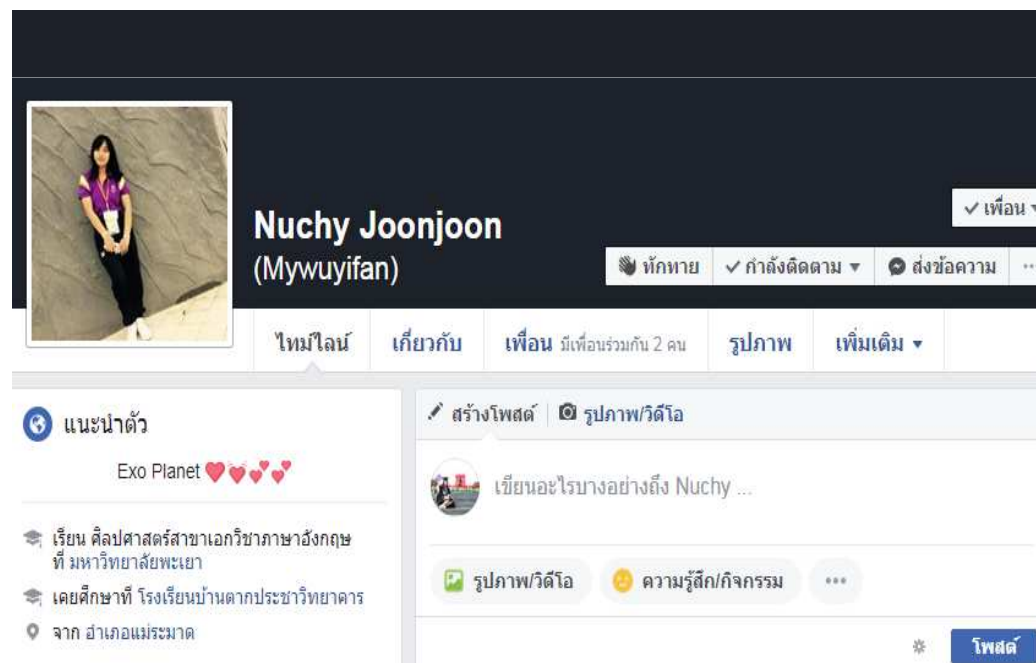 เพื่อน
Nuchy Joonjoon
(Mywuyifan)
ทักทาย กำลังติดตาม ส่งข้อความ ...
ไทม์ไลน์ เกี่ยวกับ เพื่อน มีเพื่อนร่วมกัน 2 คน รูปภาพ เพิ่มเติม
แนะนำตัว
Exo Planet
เรียน ศิลปศาสตร์สาขาเอกวิชาภาษาอังกฤษ
ที่ มหาวิทยาลัยพะเยา
เคยศึกษาที่ โรงเรียนบ้านตากประชาวิทยาคาร
จาก อำเภอแม่ระมาด
สร้างโพสต์ รูปภาพ/วิดีโอ
เขียนอะไรบางอย่างถึง Nuchy ...
รูปภาพ/วิดีโอ ความรู้สึก/กิจกรรม ...
โพสต์